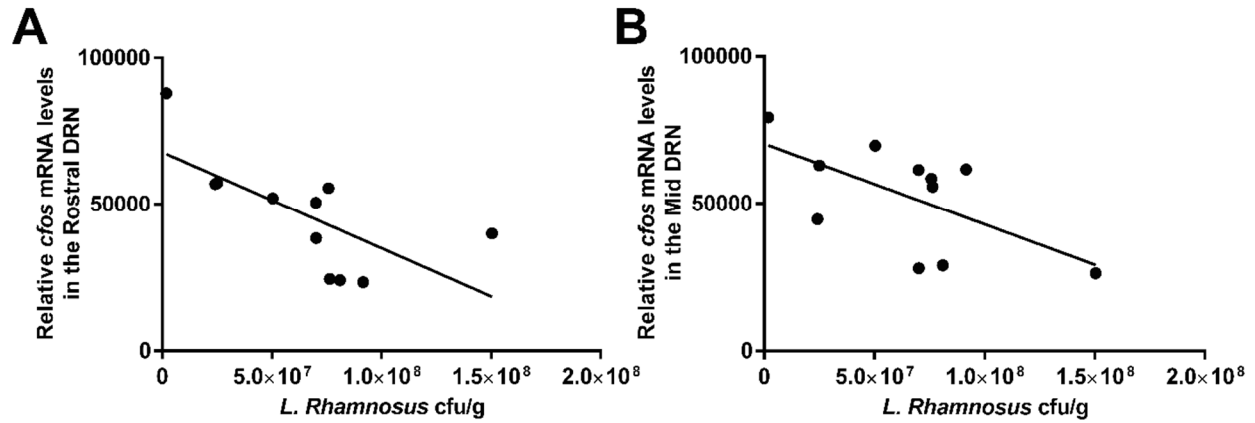 A
Relative cfos mRNA levels
in the Rostral DRN
100000
50000
0
0
5.0×10⁷
1.0×10⁸
1.5×10⁸
2.0×10⁸
L. Rhamnosus cfu/g
B
Relative cfos mRNA levels
in the Mid DRN
100000
50000
0
0
5.0×10⁷
1.0×10⁸
1.5×10⁸
2.0×10⁸
L. Rhamnosus cfu/g